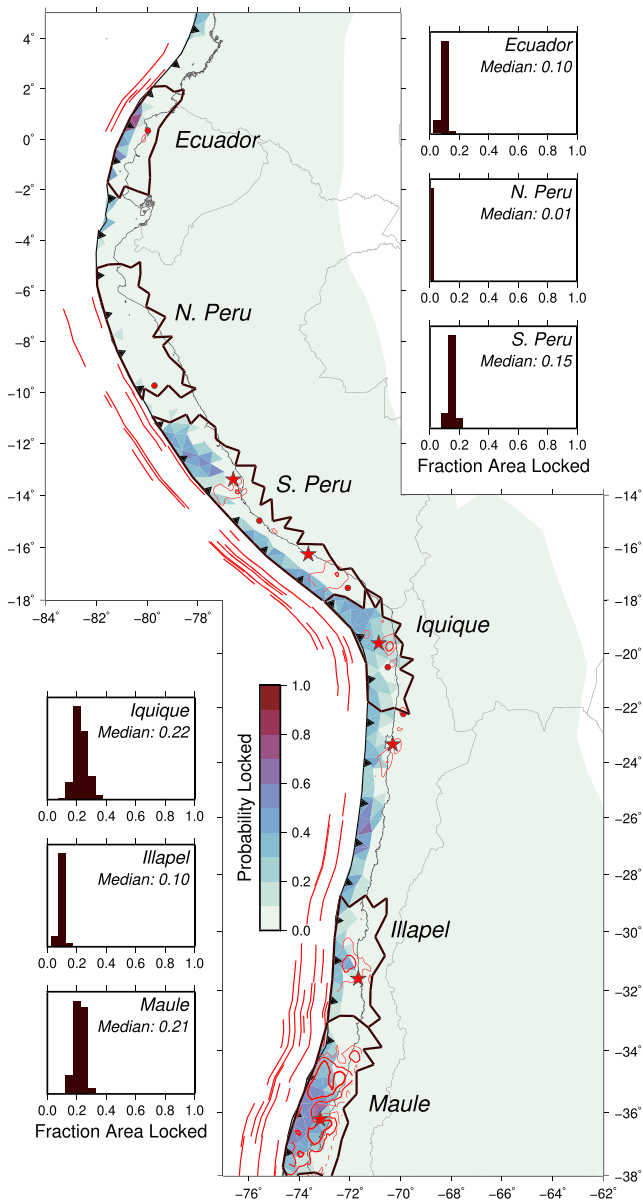 4°
2°
0°
−2°
−4°
−6°
−8°
−10°
−12°
−14°
−16°
−18°
−84°
−82°
−80°
−78°
Ecuador
N. Peru
S. Peru
Iquique
Illapel
Maule
Ecuador
Median: 0.10
0.0 0.2 0.4 0.6 0.8 1.0
N. Peru
Median: 0.01
0.0 0.2 0.4 0.6 0.8 1.0
S. Peru
Median: 0.15
0.0 0.2 0.4 0.6 0.8 1.0
Fraction Area Locked
−14°
−16°
−18°
−20°
−22°
−24°
−26°
−28°
−30°
−32°
−34°
−36°
−38°
Iquique
Median: 0.22
0.0 0.2 0.4 0.6 0.8 1.0
Illapel
Median: 0.10
0.0 0.2 0.4 0.6 0.8 1.0
Maule
Median: 0.21
0.0 0.2 0.4 0.6 0.8 1.0
Fraction Area Locked
Probability Locked
1.0
0.8
0.6
0.4
0.2
0.0
−76° −74° −72° −70° −68° −66° −64° −62°